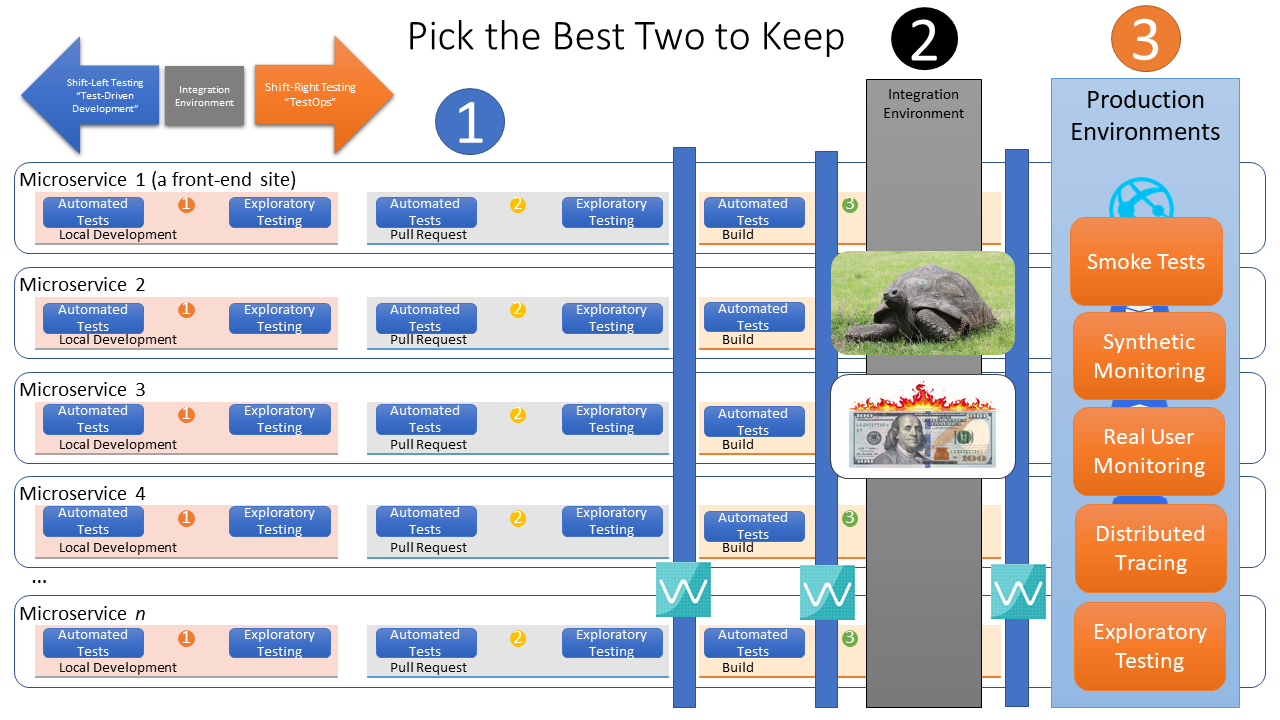 Pick the Best Two to Keep
2
3
Shift-Left Testing
“Test-Driven
Development”
Integration
Environment
Shift-Right Testing
“TestOps”
1
Integration
Environment
Production
Environments
Microservice 1 (a front-end site)
Automated
Tests
1
Exploratory
Testing
Local Development
Automated
Tests
2
Exploratory
Testing
Pull Request
Automated
Tests
3
Build
Microservice 2
Automated
Tests
1
Exploratory
Testing
Local Development
Automated
Tests
2
Exploratory
Testing
Pull Request
Automated
Tests
Build
Microservice 3
Automated
Tests
1
Exploratory
Testing
Local Development
Automated
Tests
2
Exploratory
Testing
Pull Request
Automated
Tests
Build
100
Microservice 4
Automated
Tests
1
Exploratory
Testing
Local Development
Automated
Tests
2
Exploratory
Testing
Pull Request
Automated
Tests
3
Build
...
Microservice n
Automated
Tests
1
Exploratory
Testing
Local Development
Automated
Tests
2
Exploratory
Testing
Pull Request
Automated
Tests
3
Build
Smoke Tests
Synthetic
Monitoring
Real User
Monitoring
Distributed
Tracing
Exploratory
Testing